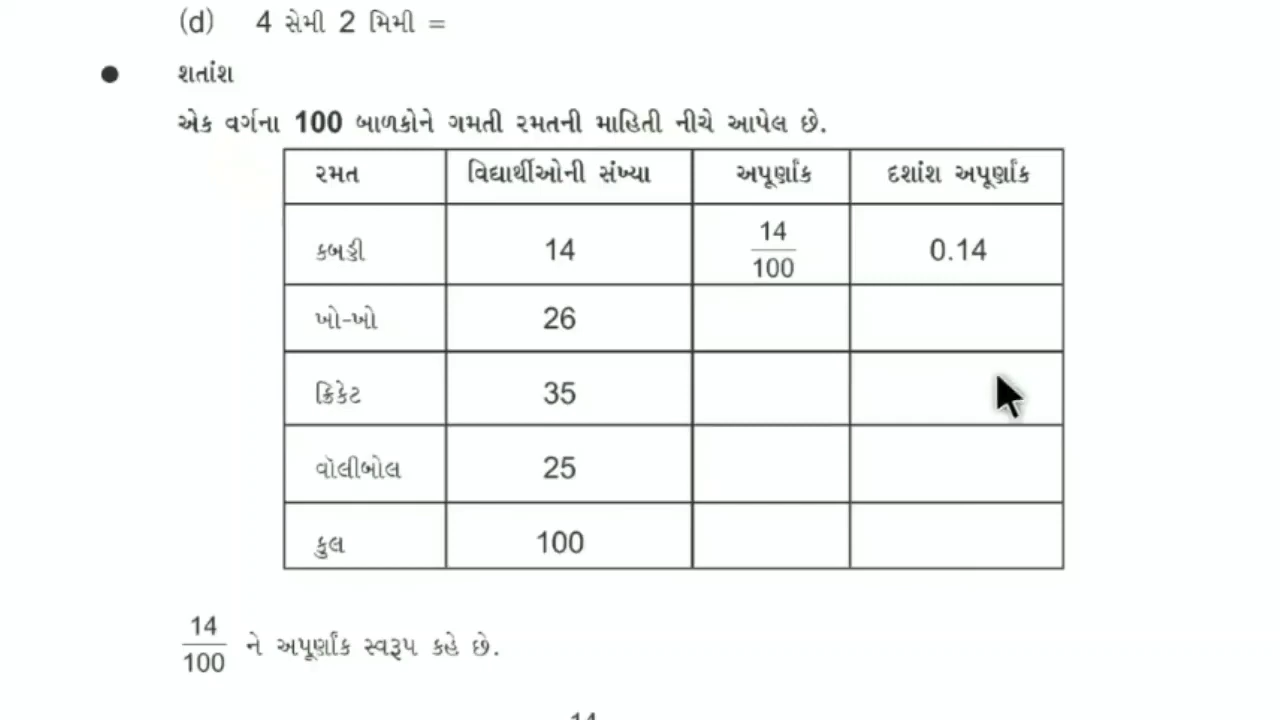 (d) 4 સેમી 2 મિમી =
● શતાંશ
એક વર્ગના 100 બાળકોને ગમતી રમતની માહિતી નીચે આપેલ છે.
રમત વિદ્યાર્થીઓની સંખ્યા અપૂર્ણાંક દશાંશ અપૂર્ણાંક
કબડ્ડી 14 14/100 0.14
ખો-ખો 26
ક્રિકેટ 35
વૉલીબોલ 25
કુલ 100
14/100 ને અપૂર્ણાંક સ્વરૂપ કહે છે.